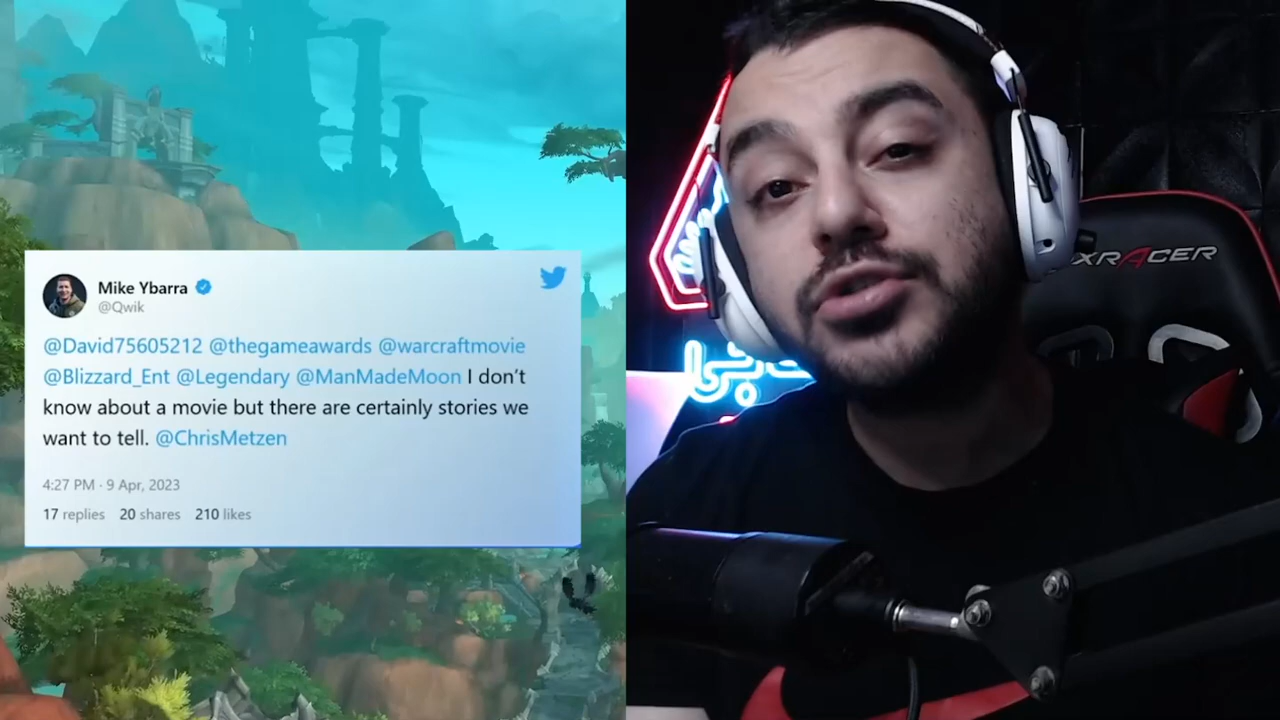 Mike Ybarra
@Qwik
@David75605212 @thegameawards @warcraftmovie
@Blizzard_Ent @Legendary @ManMadeMoon I don't
know about a movie but there are certainly stories we
want to tell. @ChrisMetzen
4:27 PM · 9 Apr, 2023
17 replies 20 shares 210 likes
XRACER